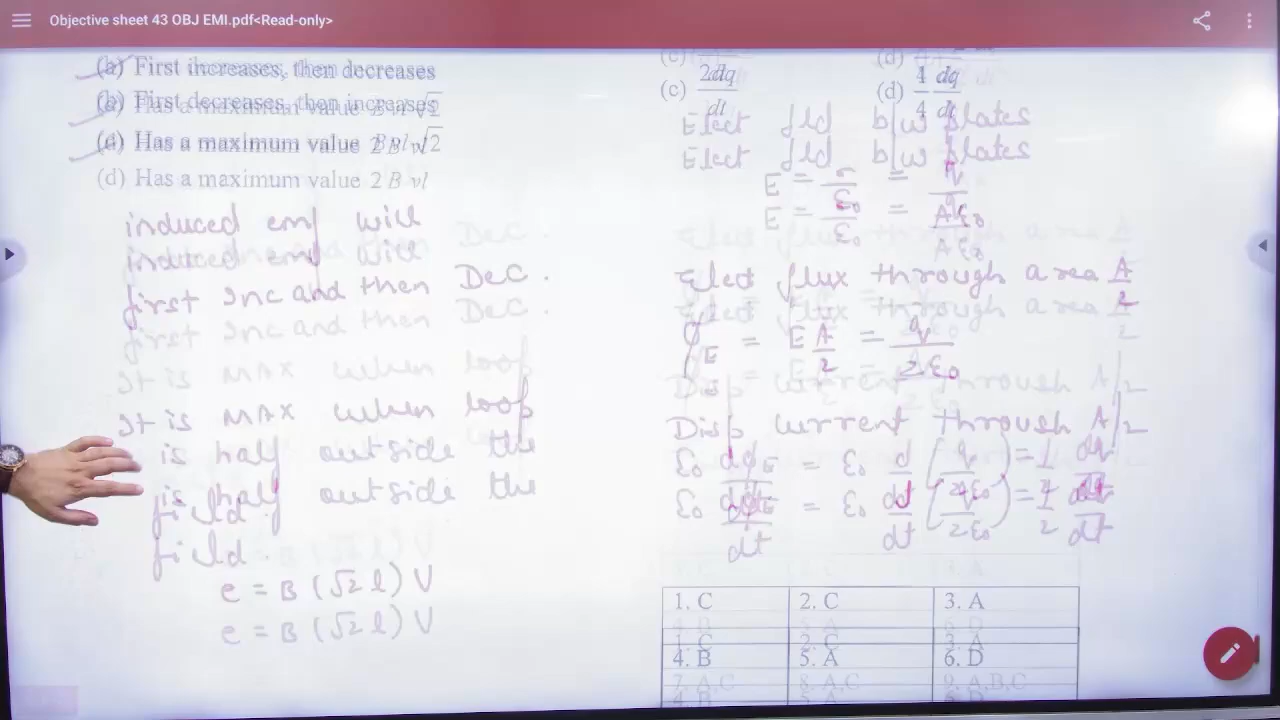 Objective sheet 43 OBJ EMI.pdf<Read-only>
(a) First increases, then decreases
(b) First decreases, then increases
(c) Has a maximum value B v l √2
(d) Has a maximum value 2 B vl
induced emf will
first Inc and then Dec.
It is MAX when loop
is half outside the
field.
e = B (√2 l) V
(c) 2dq/dt
(d) 1/4 dq/dt
Elect fld b/w plates
E = σ/ε₀ = q/Aε₀
Elect flux through area A/2
φE = E A/2 = q/2ε₀
Disp current through A/2
ε₀ dφE/dt = ε₀ d/dt (q/2ε₀) = 1/2 dq/dt
1. C 2. C 3. A
4. B 5. A 6. D
7. A,C 8. A,C 9. A,B,C